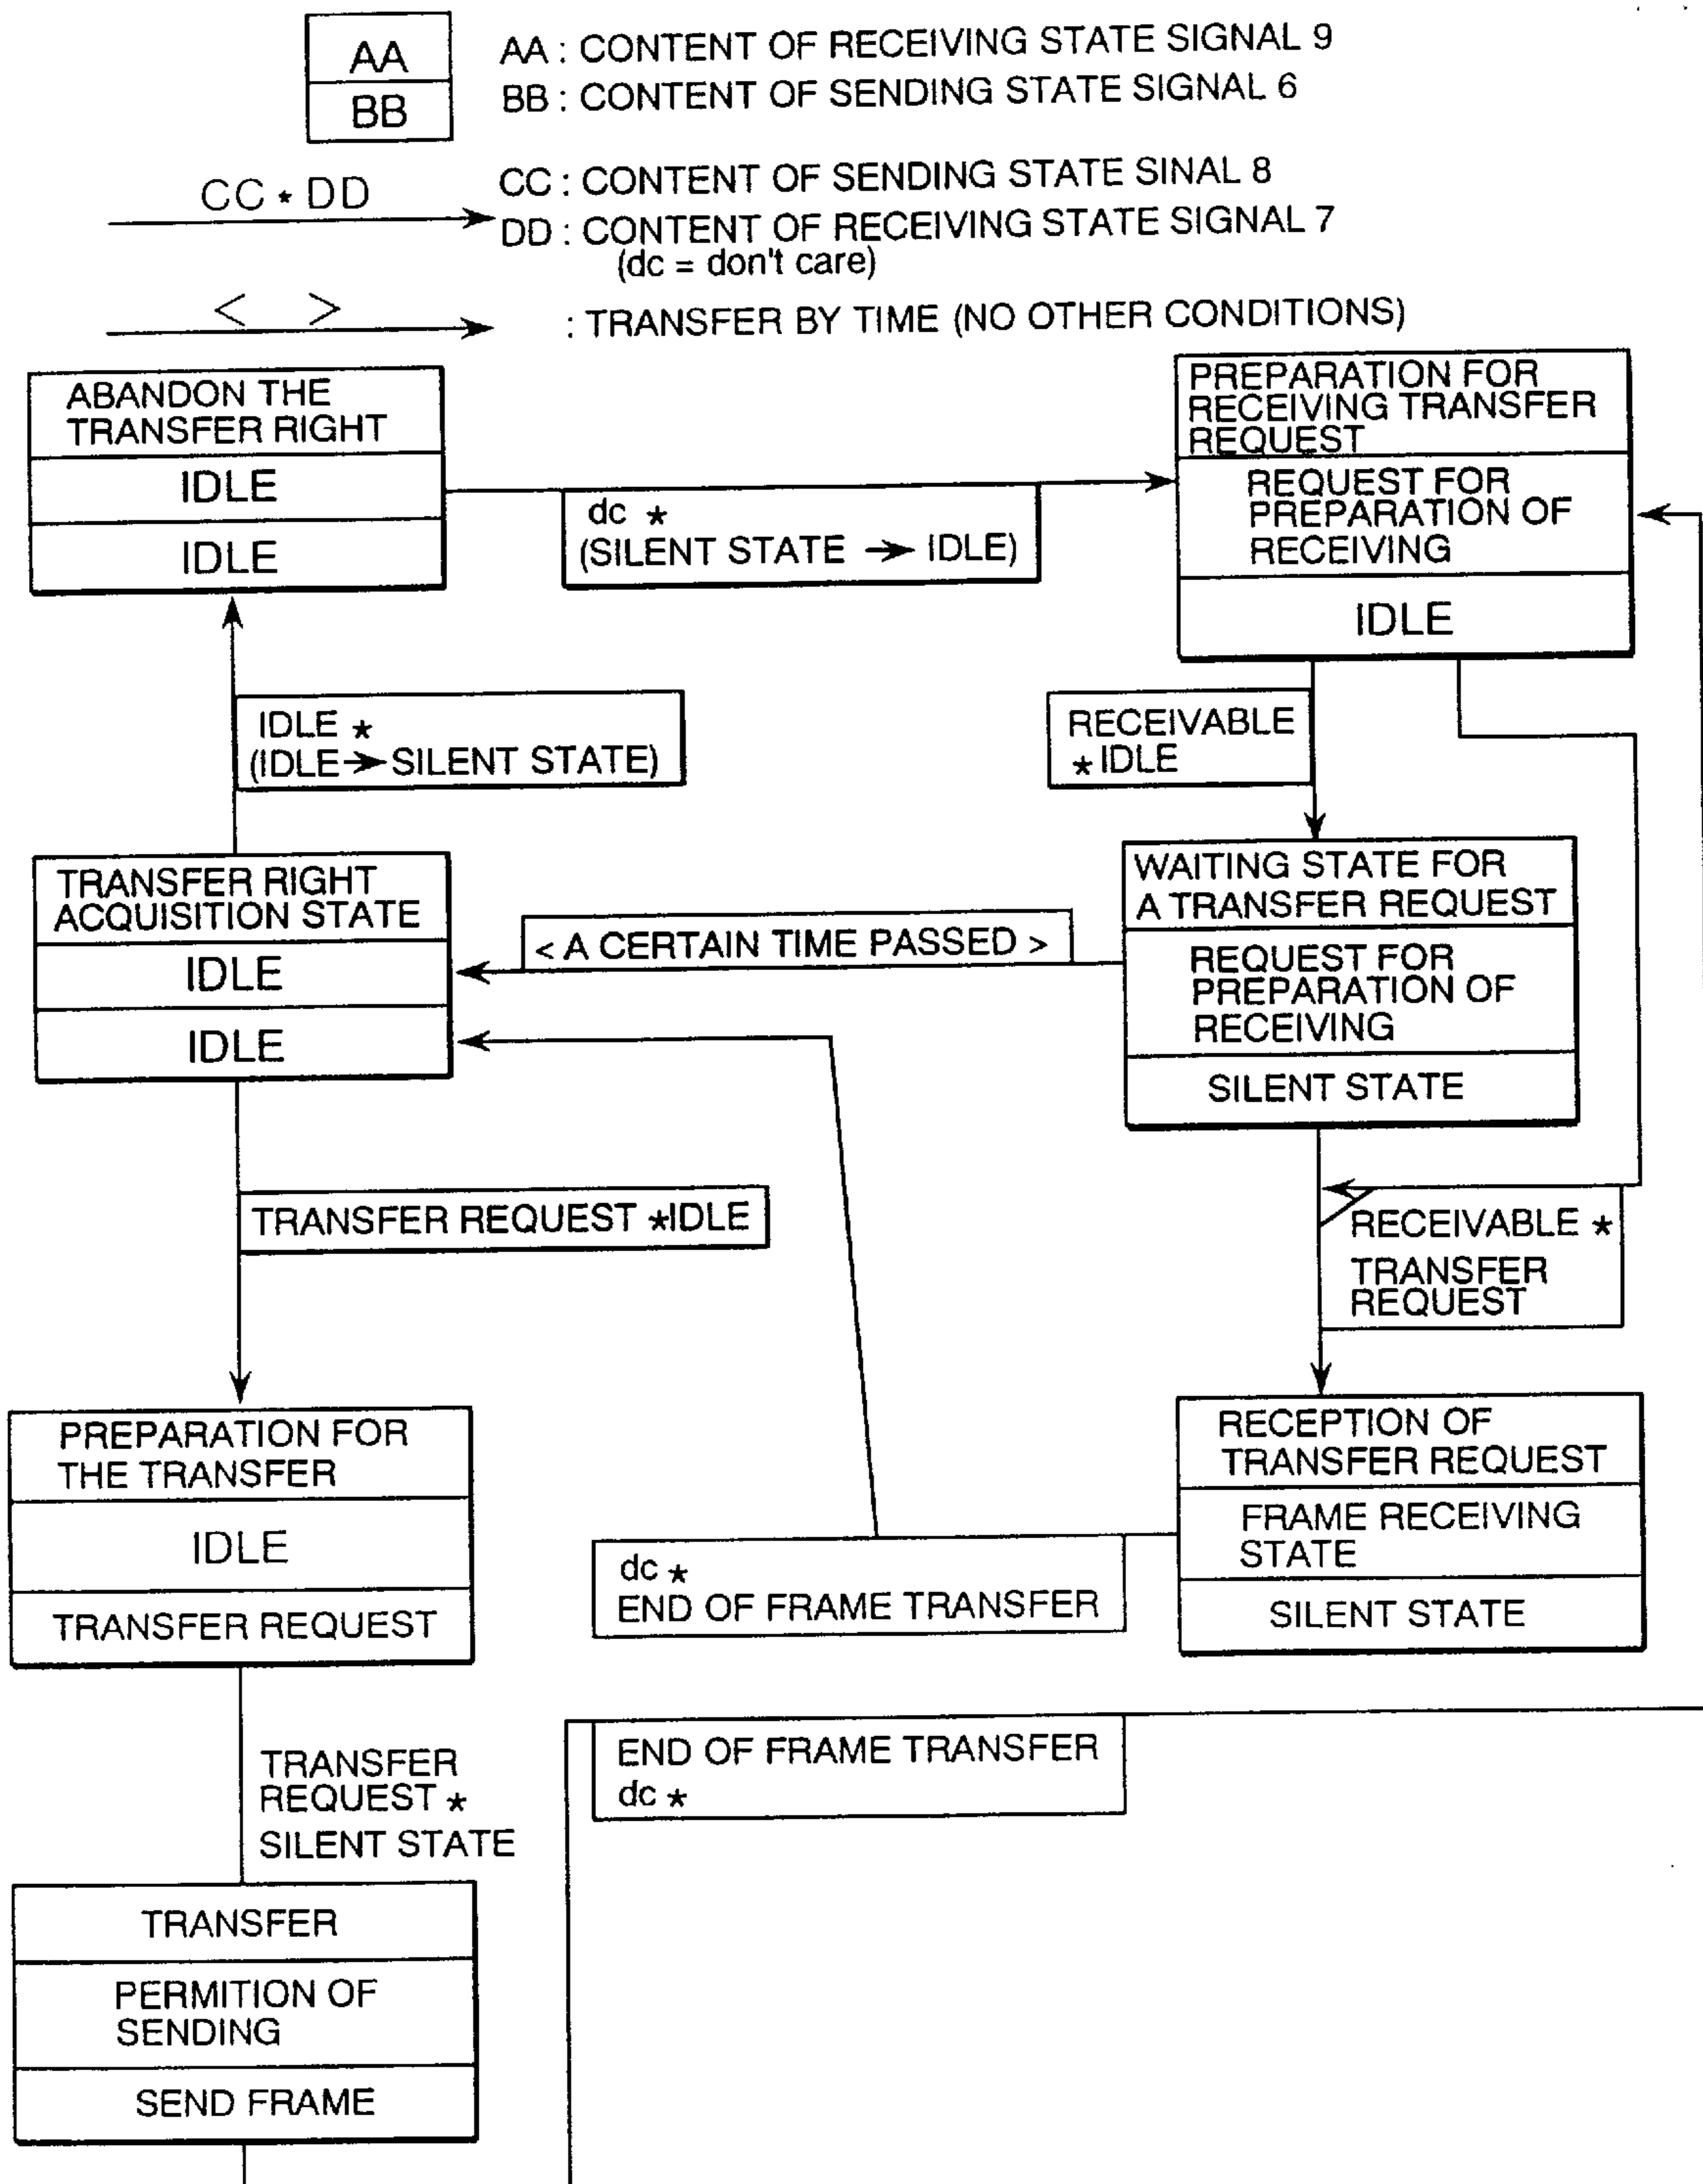 AA
BB
AA : CONTENT OF RECEIVING STATE SIGNAL 9
BB : CONTENT OF SENDING STATE SIGNAL 6
CC * DD
CC : CONTENT OF SENDING STATE SINAL 8
DD : CONTENT OF RECEIVING STATE SIGNAL 7
(dc = don't care)
< >
: TRANSFER BY TIME (NO OTHER CONDITIONS)
ABANDON THE
TRANSFER RIGHT
IDLE
IDLE
dc *
(SILENT STATE → IDLE)
PREPARATION FOR
RECEIVING TRANSFER
REQUEST
REQUEST FOR
PREPARATION OF
RECEIVING
IDLE
IDLE *
(IDLE→SILENT STATE)
RECEIVABLE
* IDLE
TRANSFER RIGHT
ACQUISITION STATE
IDLE
IDLE
< A CERTAIN TIME PASSED >
WAITING STATE FOR
A TRANSFER REQUEST
REQUEST FOR
PREPARATION OF
RECEIVING
SILENT STATE
TRANSFER REQUEST *IDLE
RECEIVABLE *
TRANSFER
REQUEST
PREPARATION FOR
THE TRANSFER
IDLE
TRANSFER REQUEST
dc *
END OF FRAME TRANSFER
RECEPTION OF
TRANSFER REQUEST
FRAME RECEIVING
STATE
SILENT STATE
TRANSFER
REQUEST *
SILENT STATE
END OF FRAME TRANSFER
dc *
TRANSFER
PERMITION OF
SENDING
SEND FRAME